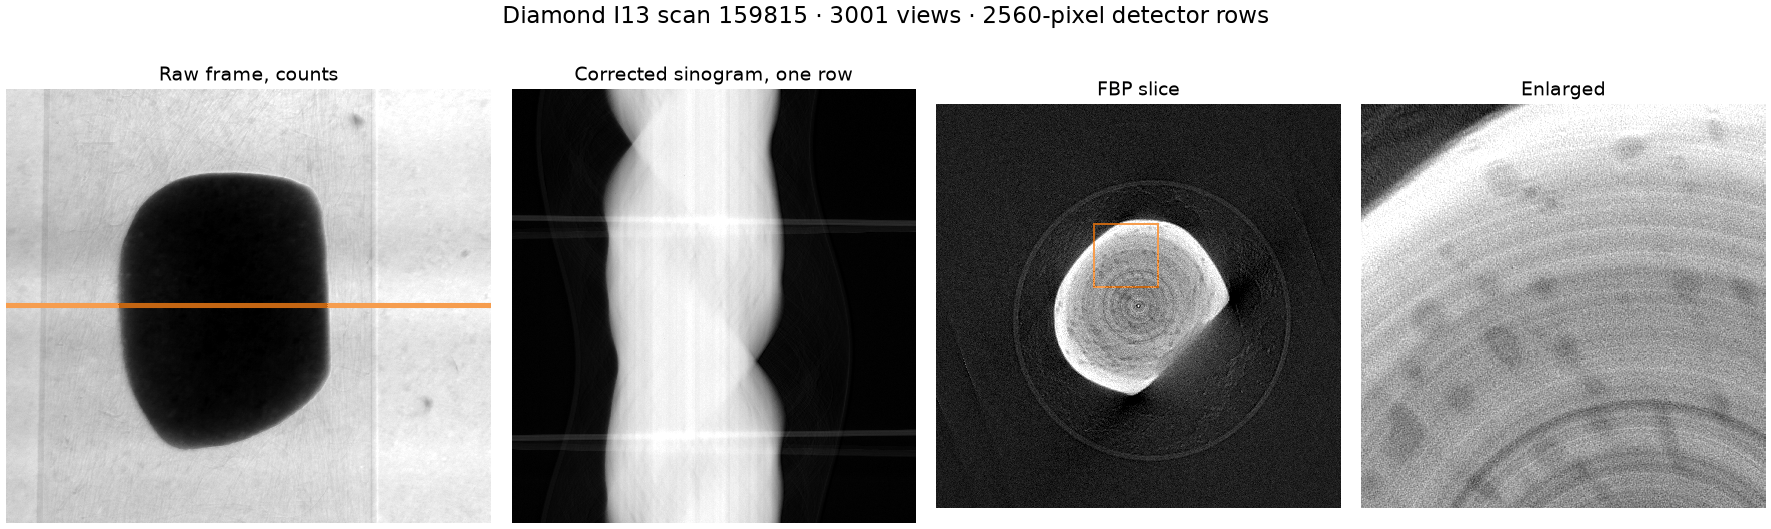 Diamond I13 scan 159815 · 3001 views · 2560-pixel detector rows
Raw frame, counts
Corrected sinogram, one row
FBP slice
Enlarged